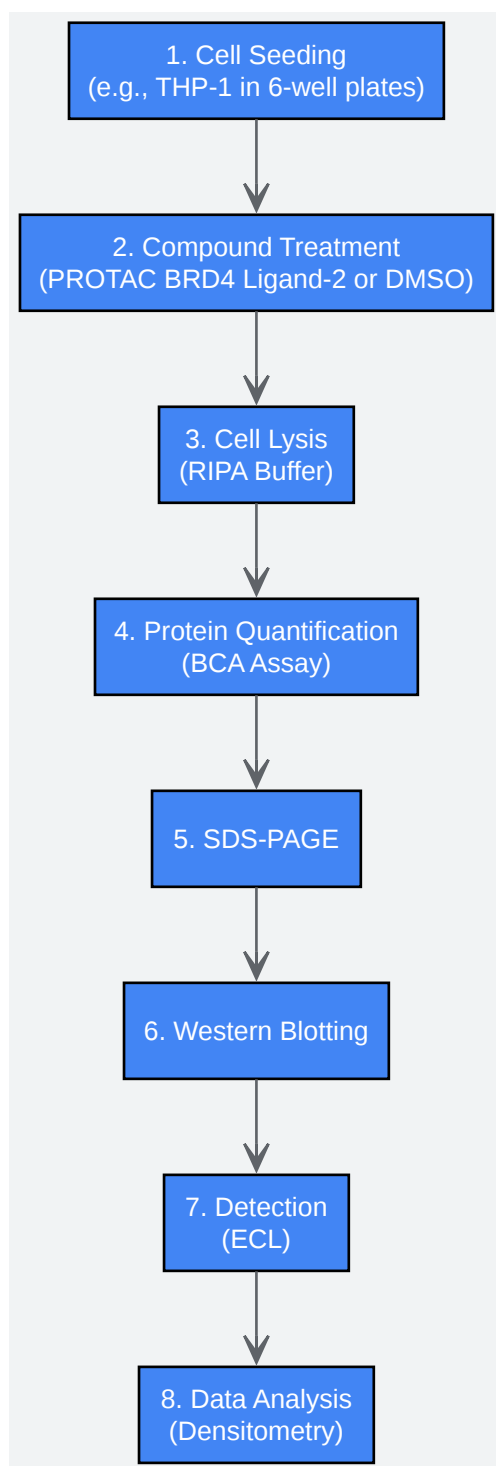 1. Cell Seeding
(e.g., THP-1 in 6-well plates)
2. Compound Treatment
(PROTAC BRD4 Ligand-2 or DMSO)
3. Cell Lysis
(RIPA Buffer)
4. Protein Quantification
(BCA Assay)
5. SDS-PAGE
6. Western Blotting
7. Detection
(ECL)
8. Data Analysis
(Densitometry)